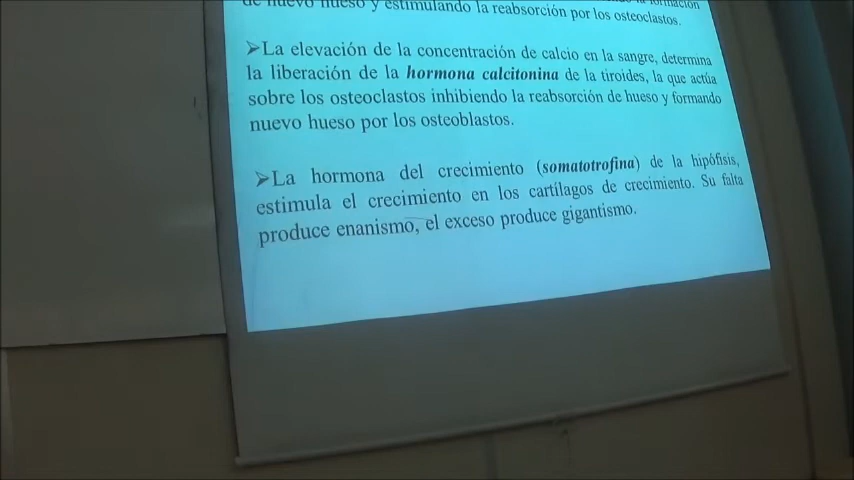 de nuevo hueso y estimulando la reabsorción por los osteoclastos.
➢La elevación de la concentración de calcio en la sangre, determina
la liberación de la hormona calcitonina de la tiroides, la que actúa
sobre los osteoclastos inhibiendo la reabsorción de hueso y formando
nuevo hueso por los osteoblastos.
➢La hormona del crecimiento (somatotrofina) de la hipófisis,
estimula el crecimiento en los cartílagos de crecimiento. Su falta
produce enanismo, el exceso produce gigantismo.